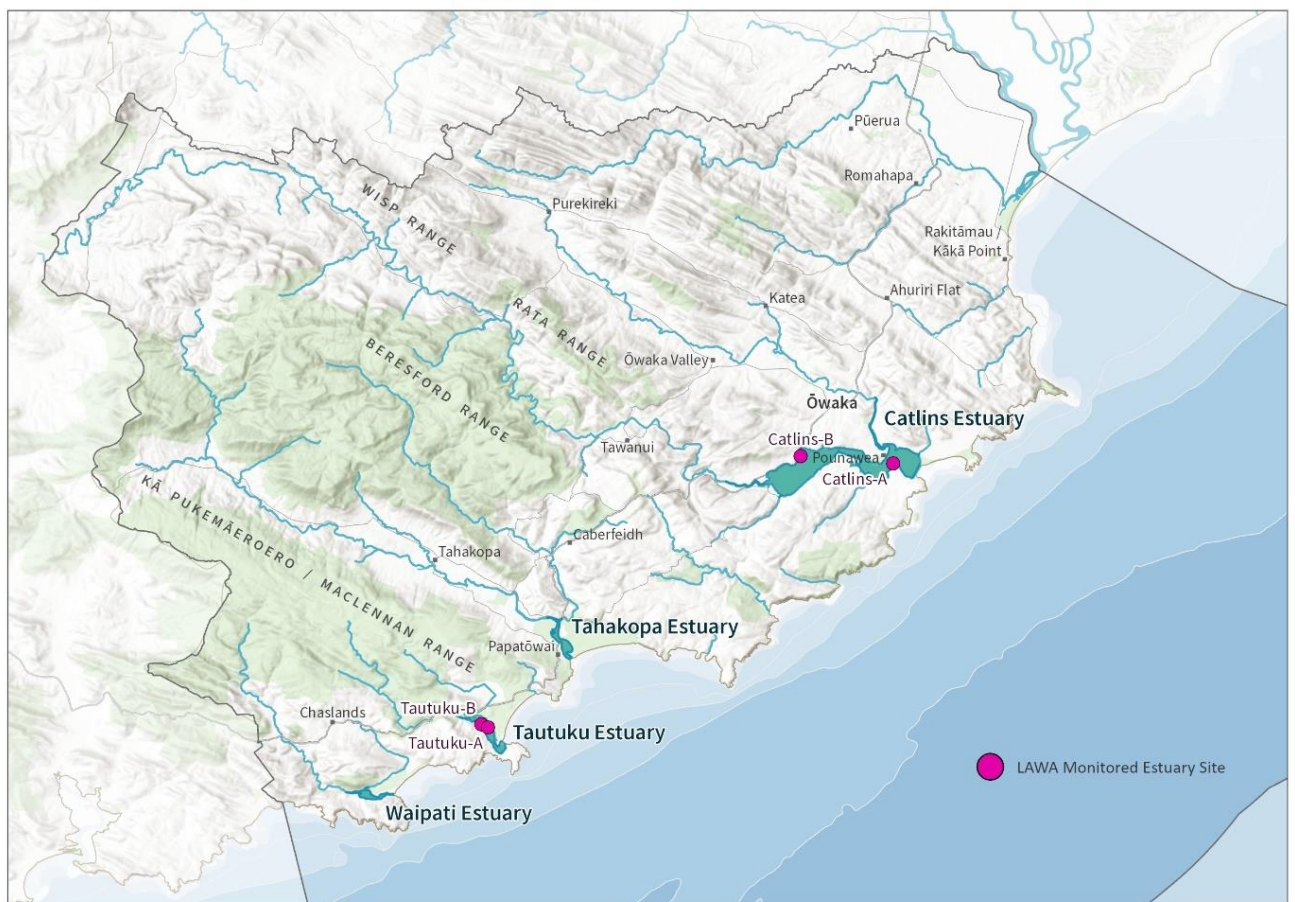 Pūerua
Romahapa
WISP RANGE
Purekireki
Rakitāmau /
Kākā Point
Ahuriri Flat
Katea
RATA RANGE
BERESFORD RANGE
Ōwaka Valley
Ōwaka
Catlins Estuary
Catlins-B
Tawanui
Pounawea
Catlins-A
KĀ PUKEMĀEROERO / MACLENNAN RANGE
Caberfeidh
Tahakopa
Tahakopa Estuary
Papatōwai
Tautuku-B
Chaslands
Tautuku Estuary
Tautuku-A
LAWA Monitored Estuary Site
Waipati Estuary